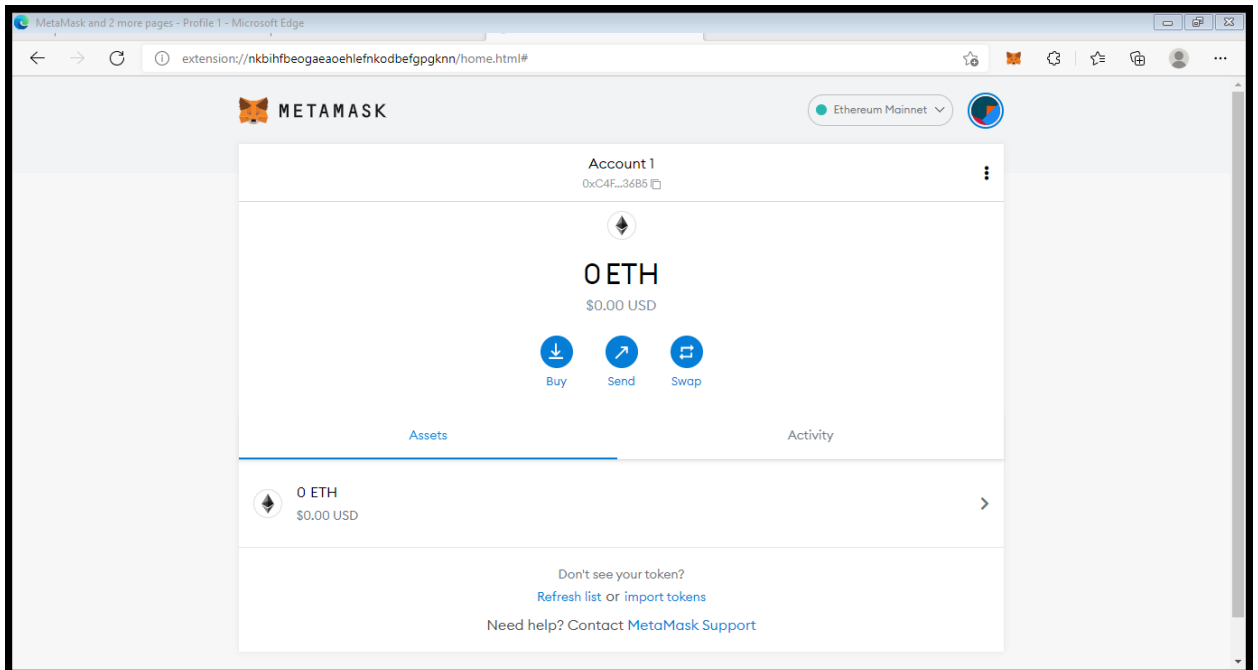 MetaMask and 2 more pages - Profile 1 - Microsoft Edge
extension://nkbihfbeogaeaoehlefnkodbefgpgknn/home.html#
METAMASK
Ethereum Mainnet
Account 1
0xC4F...36B5
0 ETH
$0.00 USD
Buy Send Swap
Assets Activity
0 ETH
$0.00 USD
Don't see your token?
Refresh list or import tokens
Need help? Contact MetaMask Support